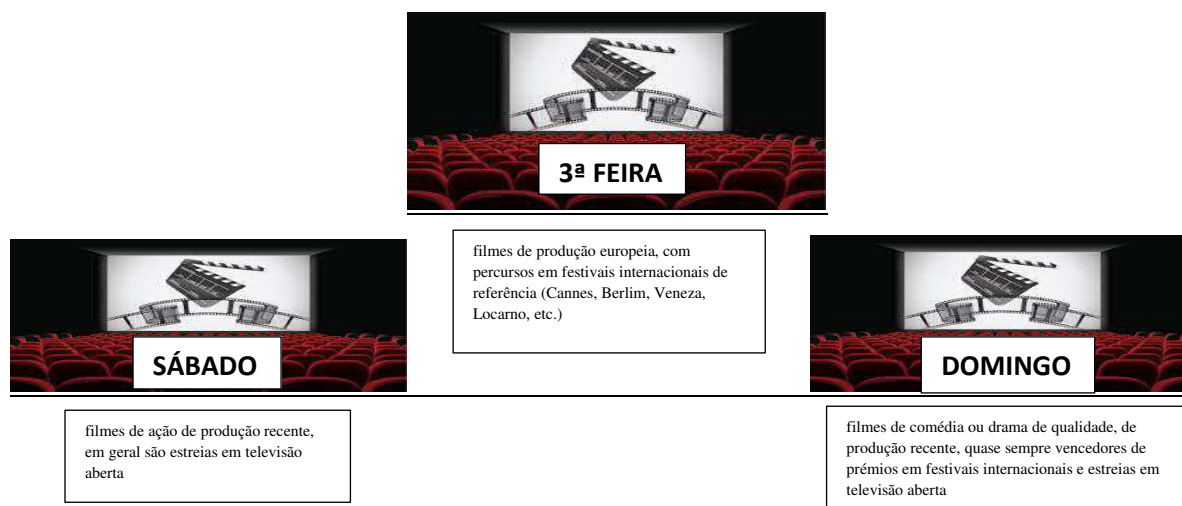 3ª FEIRA
filmes de produção europeia, com
percursos em festivais internacionais de
referência (Cannes, Berlim, Veneza,
Locarno, etc.)
SÁBADO
filmes de ação de produção recente,
em geral são estreias em televisão
aberta
DOMINGO
filmes de comédia ou drama de qualidade, de
produção recente, quase sempre vencedores de
prémios em festivais internacionais e estreias em
televisão aberta